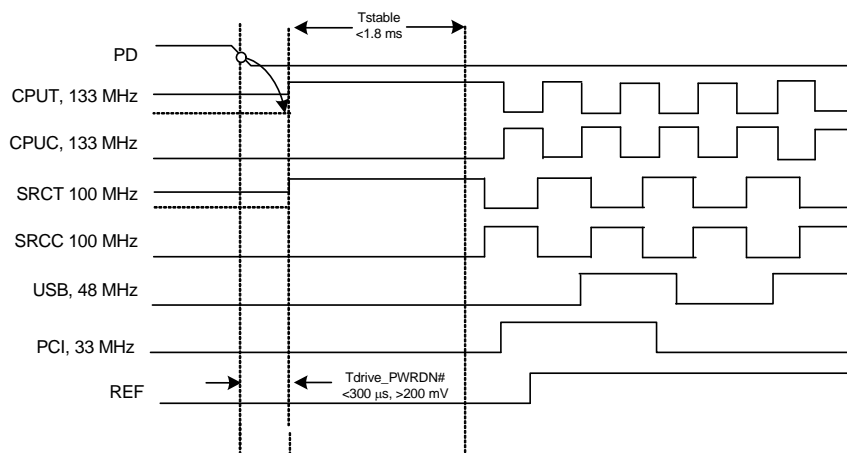 Tstable
<1.8 ms
PD
CPUT, 133 MHz
CPUC, 133 MHz
SRCT 100 MHz
SRCC 100 MHz
USB, 48 MHz
PCI, 33 MHz
REF
Tdrive_PWRDN#
<300 μs, >200 mV